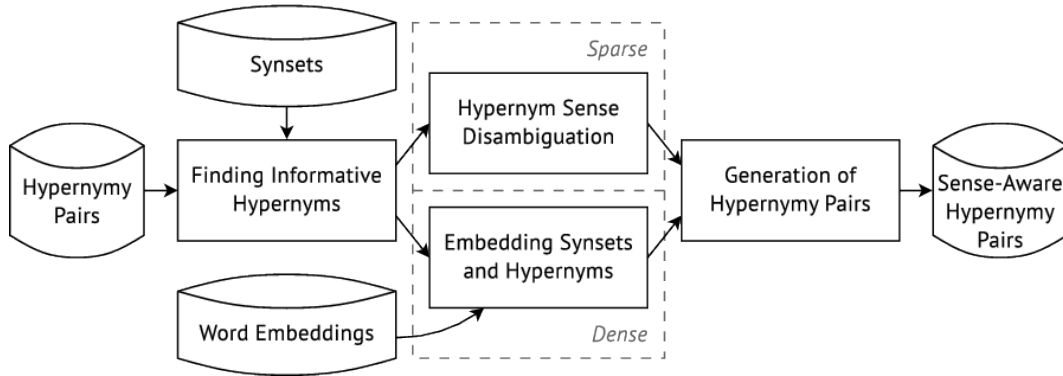 Synsets
Sparse
Hypernym Sense
Disambiguation
Hypernymy
Pairs
Finding Informative
Hypernyms
Generation of
Hypernymy Pairs
Sense-Aware
Hypernymy
Pairs
Embedding Synsets
and Hypernyms
Word Embeddings
Dense